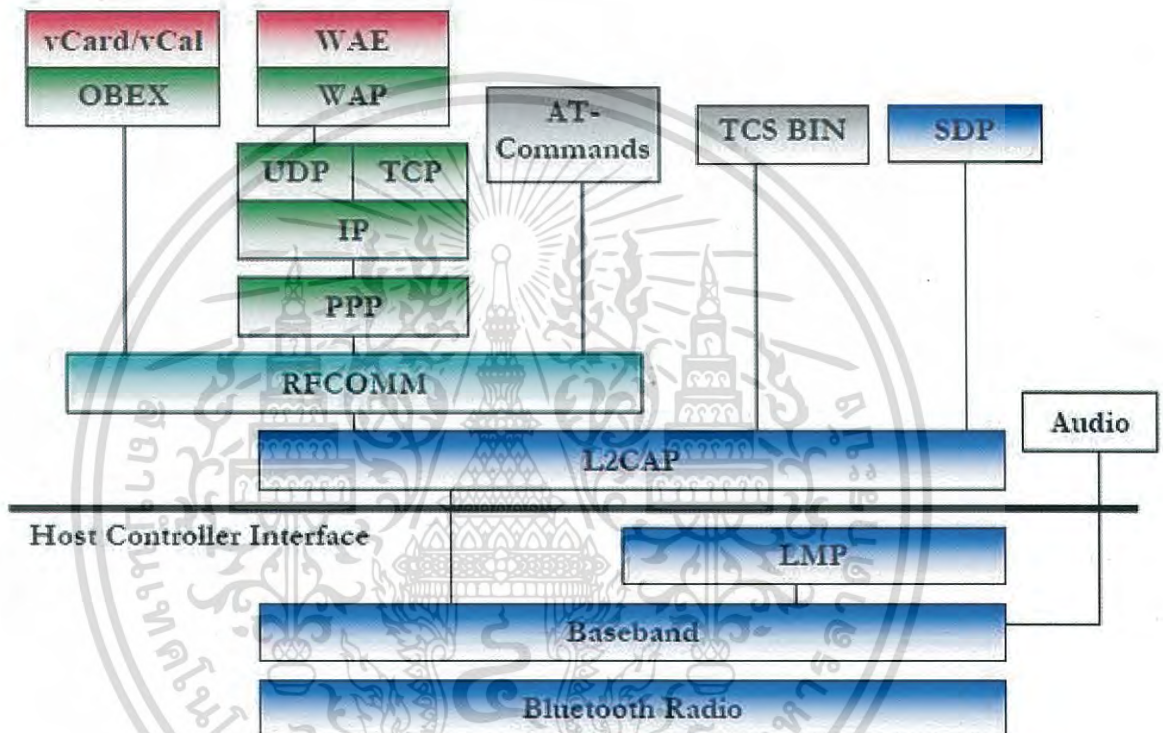 vCard/vCal
OBEX
WAE
WAP
UDP
TCP
IP
PPP
AT-
Commands
TCS BIN
SDP
RFCOMM
L2CAP
Audio
Host Controller Interface
LMP
Baseband
Bluetooth Radio